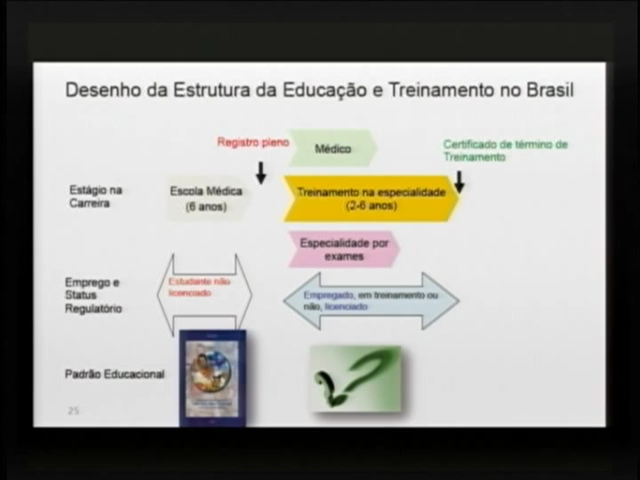 Desenho da Estrutura da Educação e Treinamento no Brasil
Registro pleno
Médico
Certificado de término de
Treinamento
Estágio na
Carreira
Escola Médica
(6 anos)
Treinamento na especialidade
(2-6 anos)
Especialidade por
exames
Emprego e
Status
Regulatório
Estudante não
licenciado
Empregado, em treinamento ou
não, licenciado
Padrão Educacional
25